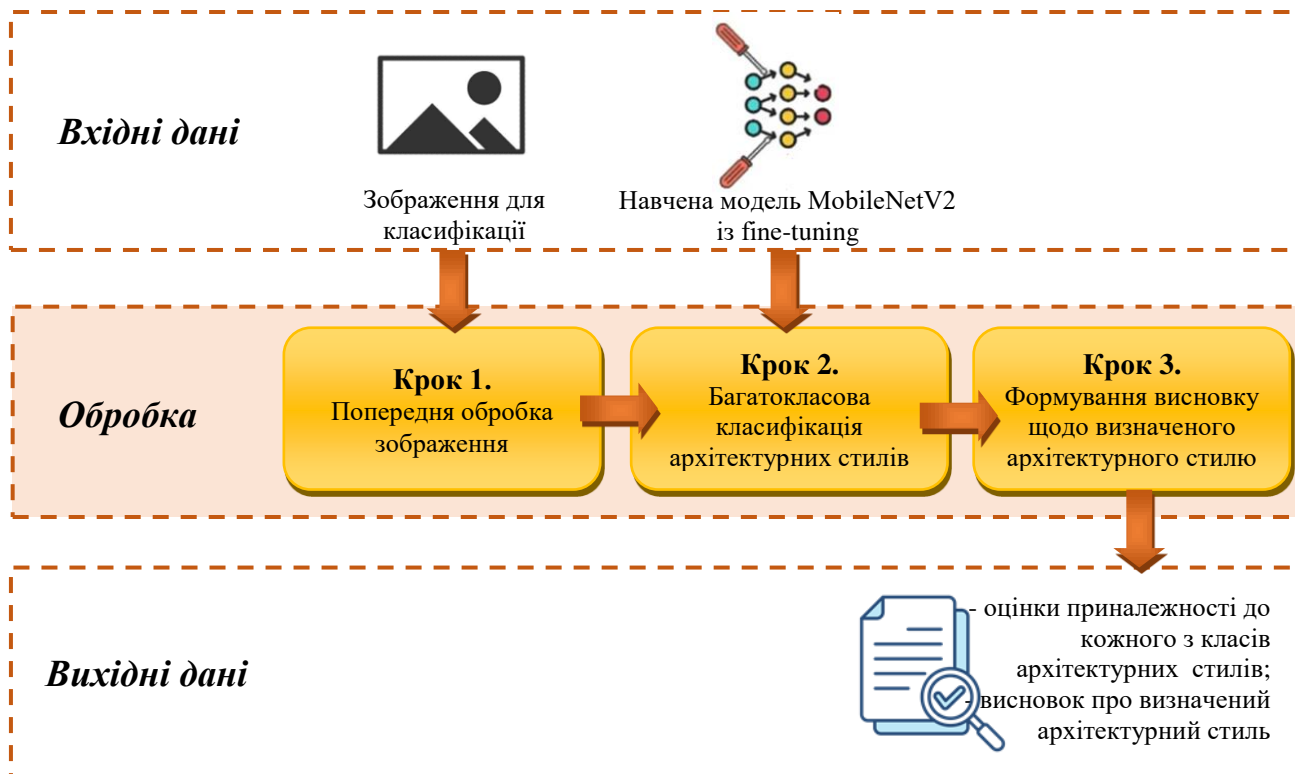 Вхідні дані
Зображення для
класифікації
Навчена модель MobileNetV2
із fine-tuning
Обробка
Крок 1.
Попередня обробка
зображення
Крок 2.
Багатокласова
класифікація
архітектурних стилів
Крок 3.
Формування висновку
щодо визначеного
архітектурного стилю
Вихідні дані
- оцінки приналежності до
кожного з класів
архітектурних стилів;
- висновок про визначений
архітектурний стиль